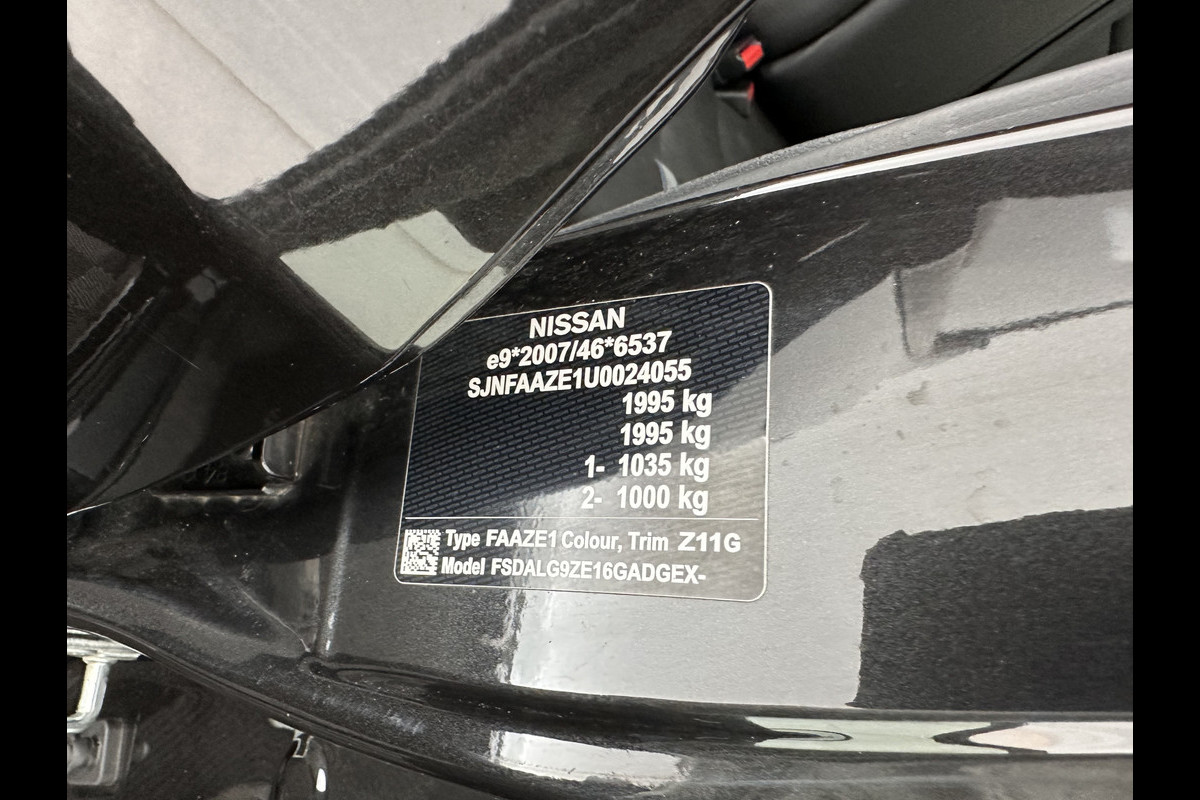 NISSAN
e9*2007/46*6537
SJNFAAZE1U0024055
1995 kg
1995 kg
1- 1035 kg
2- 1000 kg
Type FAAZE1 Colour, Trim Z11G
Model FSDALG9ZE16GADGEX-